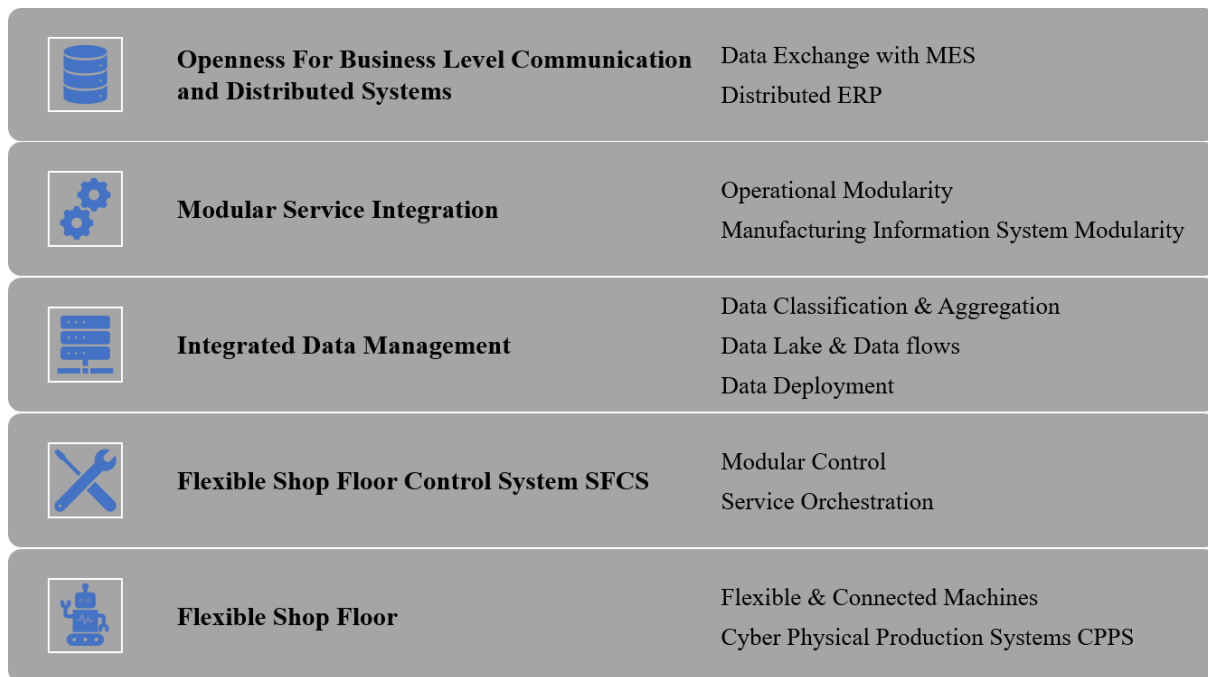 Openness For Business Level Communication
and Distributed Systems
Data Exchange with MES
Distributed ERP
Modular Service Integration
Operational Modularity
Manufacturing Information System Modularity
Integrated Data Management
Data Classification & Aggregation
Data Lake & Data flows
Data Deployment
Flexible Shop Floor Control System SFCS
Modular Control
Service Orchestration
Flexible Shop Floor
Flexible & Connected Machines
Cyber Physical Production Systems CPPS